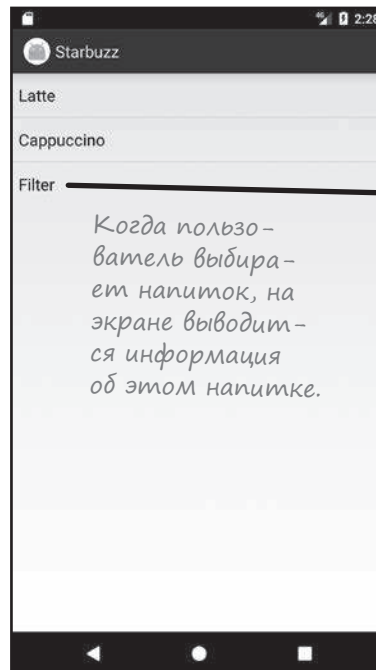 4G 2:28
Starbuzz
Latte
Cappuccino
Filter
Когда пользо-
ватель выбира-
ет напиток, на
экране выводит-
ся информация
об этом напитке.